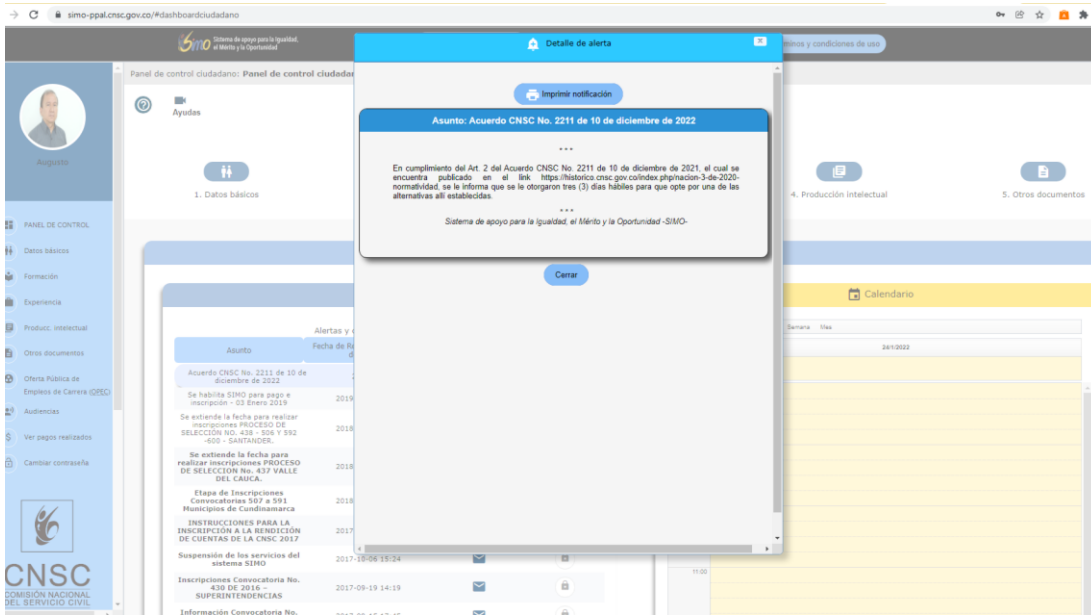 simo-ppal.cnsc.gov.co/#dashboardciudadano
Simo
Sistema de apoyo para la Igualdad,
el Mérito y la Oportunidad
Detalle de alerta
minos y condiciones de uso
Panel de control ciudadano: Panel de control ciudadan
Ayudas
Augusto
1. Datos básicos
4. Producción intelectual
5. Otros documentos
Imprimir notificación
Asunto: Acuerdo CNSC No. 2211 de 10 de diciembre de 2022
* * *
En cumplimiento del Art. 2 del Acuerdo CNSC No. 2211 de 10 de diciembre de 2021, el cual se
encuentra publicado en el link https://historico.cnsc.gov.co/index.php/nacion-3-de-2020-
normatividad, se le informa que se le otorgaron tres (3) días hábiles para que opte por una de las
alternativas allí establecidas.
* * *
Sistema de apoyo para la igualdad, el Mérito y la Oportunidad -SIMO-
Cerrar
PANEL DE CONTROL
Datos básicos
Formación
Experiencia
Producc. intelectual
Otros documentos
Oferta Pública de
Empleos de Carrera (OPEC)
Audiencias
Ver pagos realizados
Cambiar contraseña
CNSC
COMISIÓN NACIONAL
DEL SERVICIO CIVIL
Alertas y
Asunto
Fecha de R
Acuerdo CNSC No. 2211 de 10 de
diciembre de 2022
Se habilita SIMO para pago e
inscripción - 03 Enero 2019
2019
Se extiende la fecha para realizar
inscripciones PROCESO DE
SELECCIÓN NO. 438 - 506 Y 592
-600 - SANTANDER.
2018
Se extiende la fecha para
realizar inscripciones PROCESO
DE SELECCION No. 437 VALLE
DEL CAUCA.
2018
Etapa de Inscripciones
Convocatorias 507 a 591
Municipios de Cundinamarca
2018
INSTRUCCIONES PARA LA
INSCRIPCIÓN A LA RENDICIÓN
DE CUENTAS DE LA CNSC 2017
2017
Suspensión de los servicios del
sistema SIMO
2017-10-06 15:24
Inscripciones Convocatoria No.
430 DE 2016 –
SUPERINTENDENCIAS
2017-09-19 14:19
Información Convocatoria No.
Calendario
Semana Mes
24/1/2022
11:00